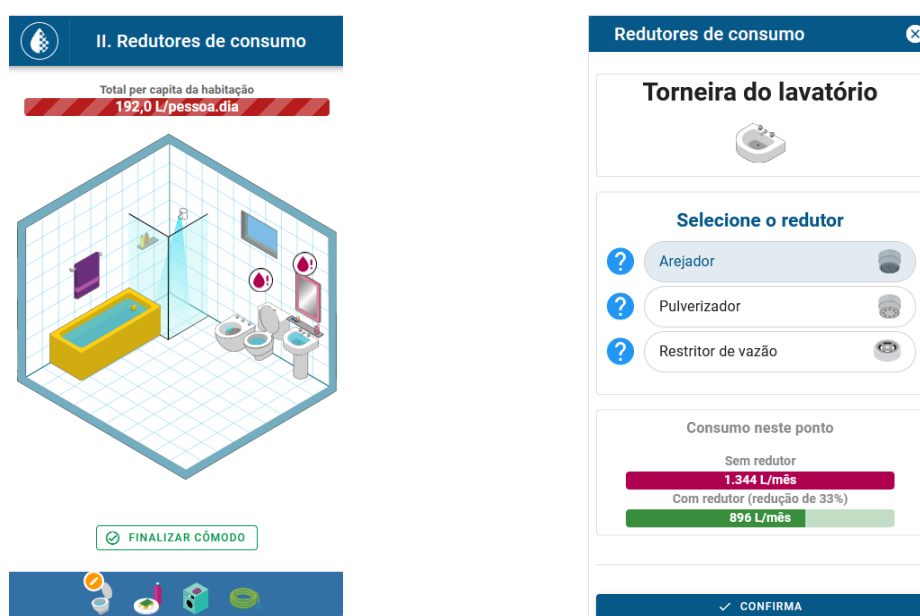 II. Redutores de consumo
Total per capita da habitação
192,0 L/pessoa.dia
FINALIZAR CÔMODO
Redutores de consumo
Torneira do lavatório
Selecione o redutor
? Arejador
? Pulverizador
? Restritor de vazão
Consumo neste ponto
Sem redutor
1.344 L/mês
Com redutor (redução de 33%)
896 L/mês
CONFIRMA